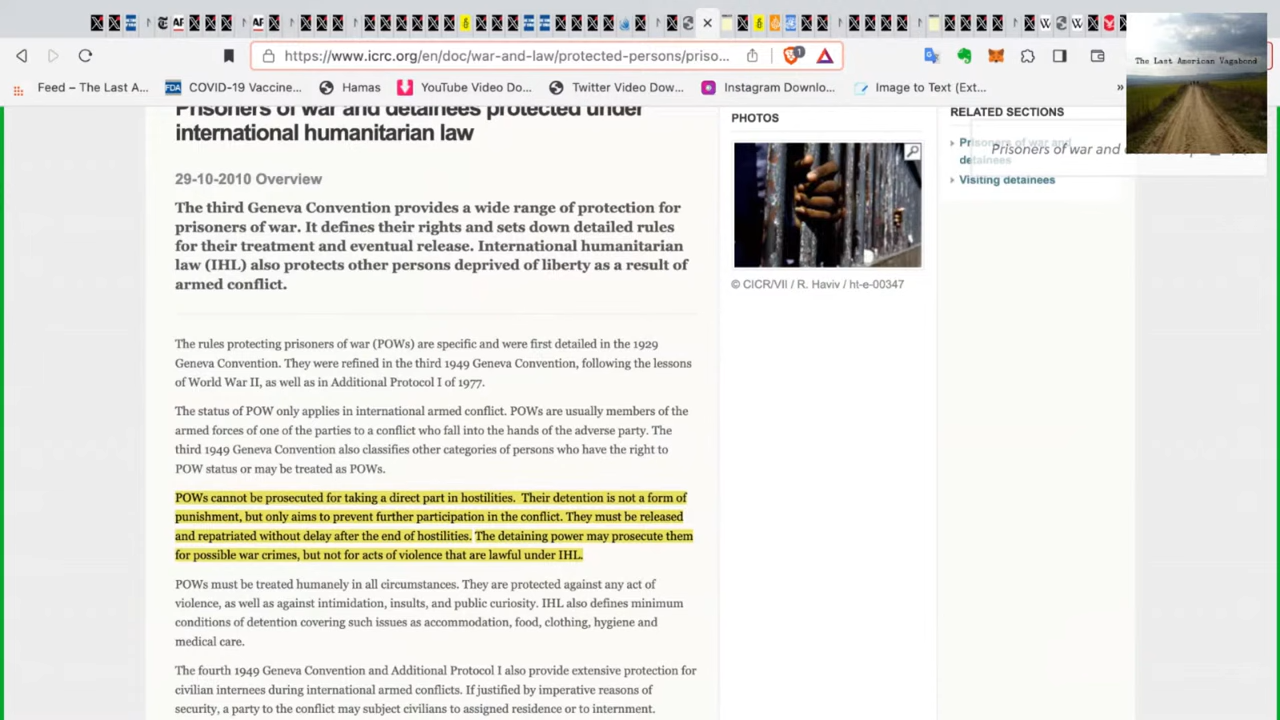 https://www.icrc.org/en/doc/war-and-law/protected-persons/priso...
1
Feed – The Last A...
FDA COVID-19 Vaccine...
Hamas
YouTube Video Do...
Twitter Video Dow...
Instagram Downlo...
Image to Text (Ext...
»
The Last American Vagabond
Prisoners of war and detainees protected under
international humanitarian law
29-10-2010 Overview
The third Geneva Convention provides a wide range of protection for
prisoners of war. It defines their rights and sets down detailed rules
for their treatment and eventual release. International humanitarian
law (IHL) also protects other persons deprived of liberty as a result of
armed conflict.
The rules protecting prisoners of war (POWs) are specific and were first detailed in the 1929
Geneva Convention. They were refined in the third 1949 Geneva Convention, following the lessons
of World War II, as well as in Additional Protocol I of 1977.
The status of POW only applies in international armed conflict. POWs are usually members of the
armed forces of one of the parties to a conflict who fall into the hands of the adverse party. The
third 1949 Geneva Convention also classifies other categories of persons who have the right to
POW status or may be treated as POWs.
POWs cannot be prosecuted for taking a direct part in hostilities. Their detention is not a form of
punishment, but only aims to prevent further participation in the conflict. They must be released
and repatriated without delay after the end of hostilities. The detaining power may prosecute them
for possible war crimes, but not for acts of violence that are lawful under IHL.
POWs must be treated humanely in all circumstances. They are protected against any act of
violence, as well as against intimidation, insults, and public curiosity. IHL also defines minimum
conditions of detention covering such issues as accommodation, food, clothing, hygiene and
medical care.
The fourth 1949 Geneva Convention and Additional Protocol I also provide extensive protection for
civilian internees during international armed conflicts. If justified by imperative reasons of
security, a party to the conflict may subject civilians to assigned residence or to internment.
PHOTOS
© CICR/VII / R. Haviv / ht-e-00347
RELATED SECTIONS
Prisoners of war and
detainees
Visiting detainees
Prisoners of war and